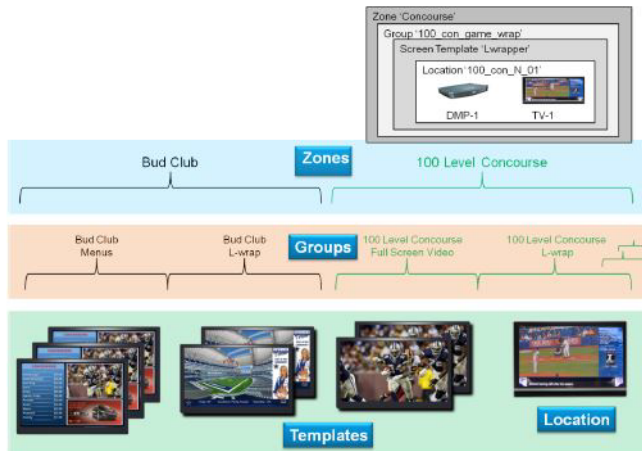 Zone 'Concourse'
Group '100_con_game_wrap'
Screen Template 'Lwrapper'
Location '100_con_N_01'
DMP-1 TV-1
Bud Club Zones 100 Level Concourse
Bud Club
Menus
Bud Club
L-wrap
Groups
100 Level Concourse
Full Screen Video
100 Level Concourse
L-wrap
Templates
Location